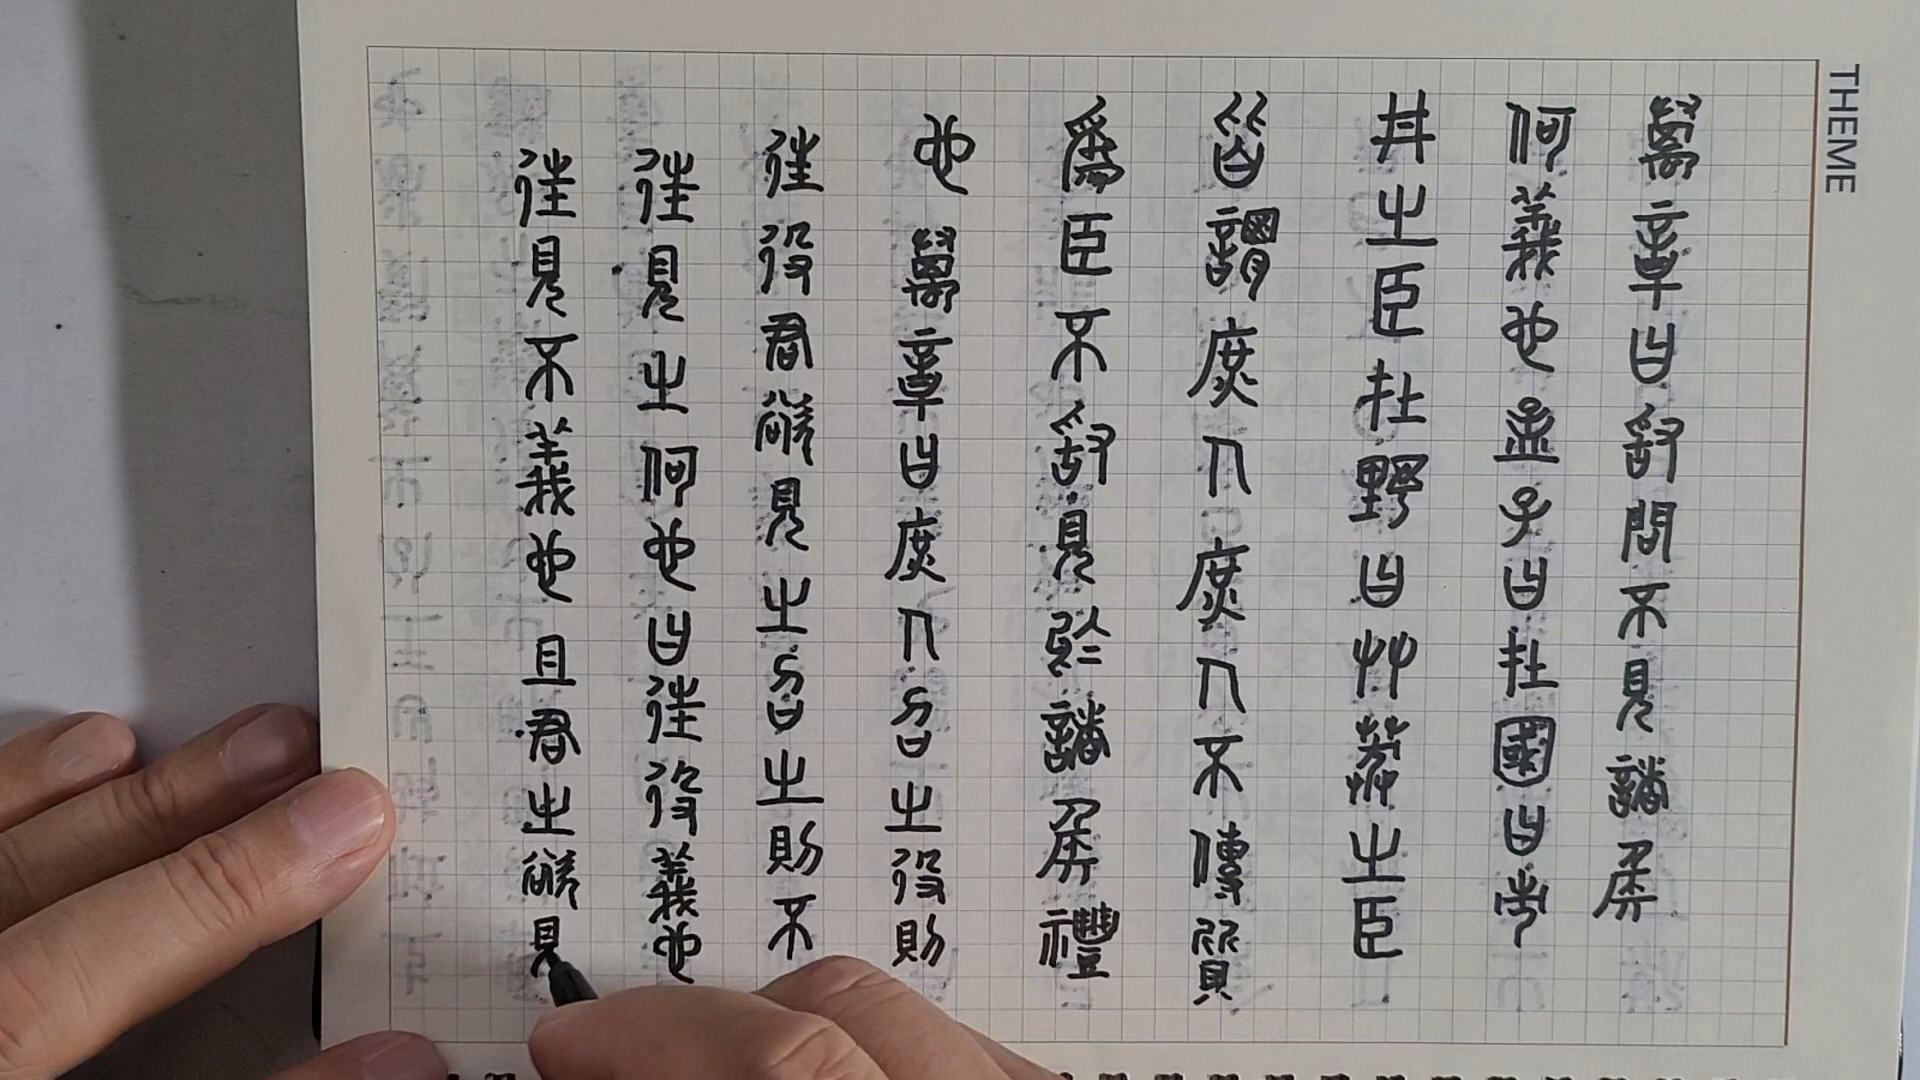 THEME
萬章曰敢問不見諸侯
何義也孟子曰在國曰市
井之臣在野曰艸莽之臣
皆謂庶人庶人不傳質
爲臣不敢見於諸侯禮
也萬章曰庶人召之役則
往役君欲見之召之則不
往見之何也曰往役義也
往見不義也且君之欲見